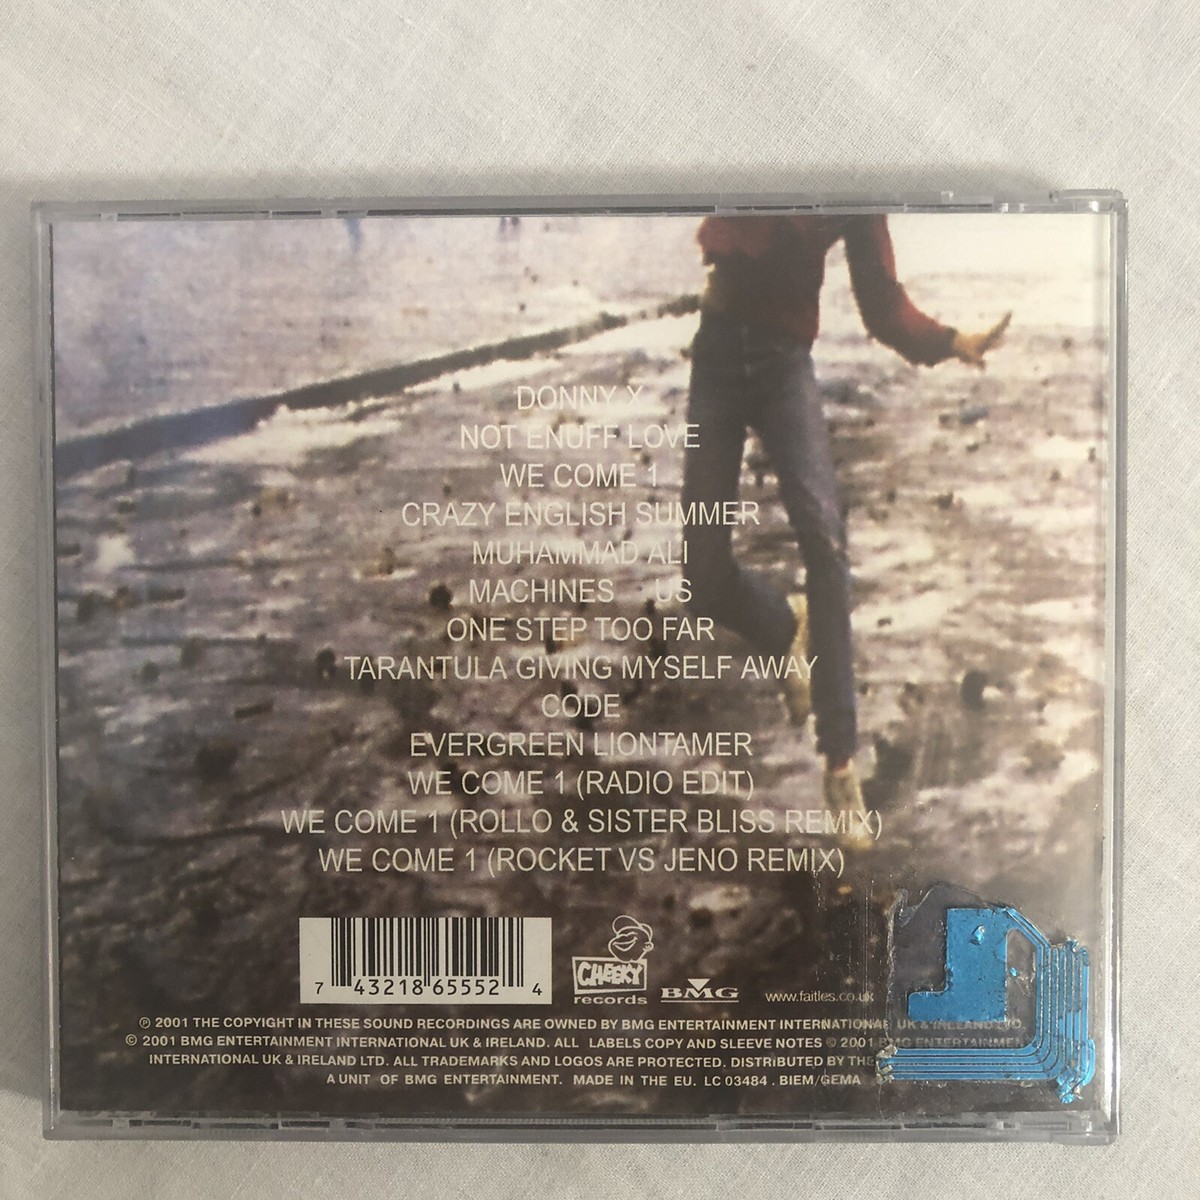 DONNY X
NOT ENUFF LOVE
WE COME 1
CRAZY ENGLISH SUMMER
MUHAMMAD ALI
MACHINES US
ONE STEP TOO FAR
TARANTULA GIVING MYSELF AWAY
CODE
EVERGREEN LIONTAMER
WE COME 1 (RADIO EDIT)
WE COME 1 (ROLLO & SISTER BLISS REMIX)
WE COME 1 (ROCKET VS JENO REMIX)
7 43218 65552 4
CHEEKY
records
BMG
www.faitles.co.uk
℗ 2001 THE COPYIGHT IN THESE SOUND RECORDINGS ARE OWNED BY BMG ENTERTAINMENT INTERNATIONAL UK & IRELAND LTD.
© 2001 BMG ENTERTAINMENT INTERNATIONAL UK & IRELAND. ALL LABELS COPY AND SLEEVE NOTES © 2001 BMG ENTERTAINMENT
INTERNATIONAL UK & IRELAND LTD. ALL TRADEMARKS AND LOGOS ARE PROTECTED. DISTRIBUTED BY THE
A UNIT OF BMG ENTERTAINMENT. MADE IN THE EU. LC 03484 . BIEM/GEMA